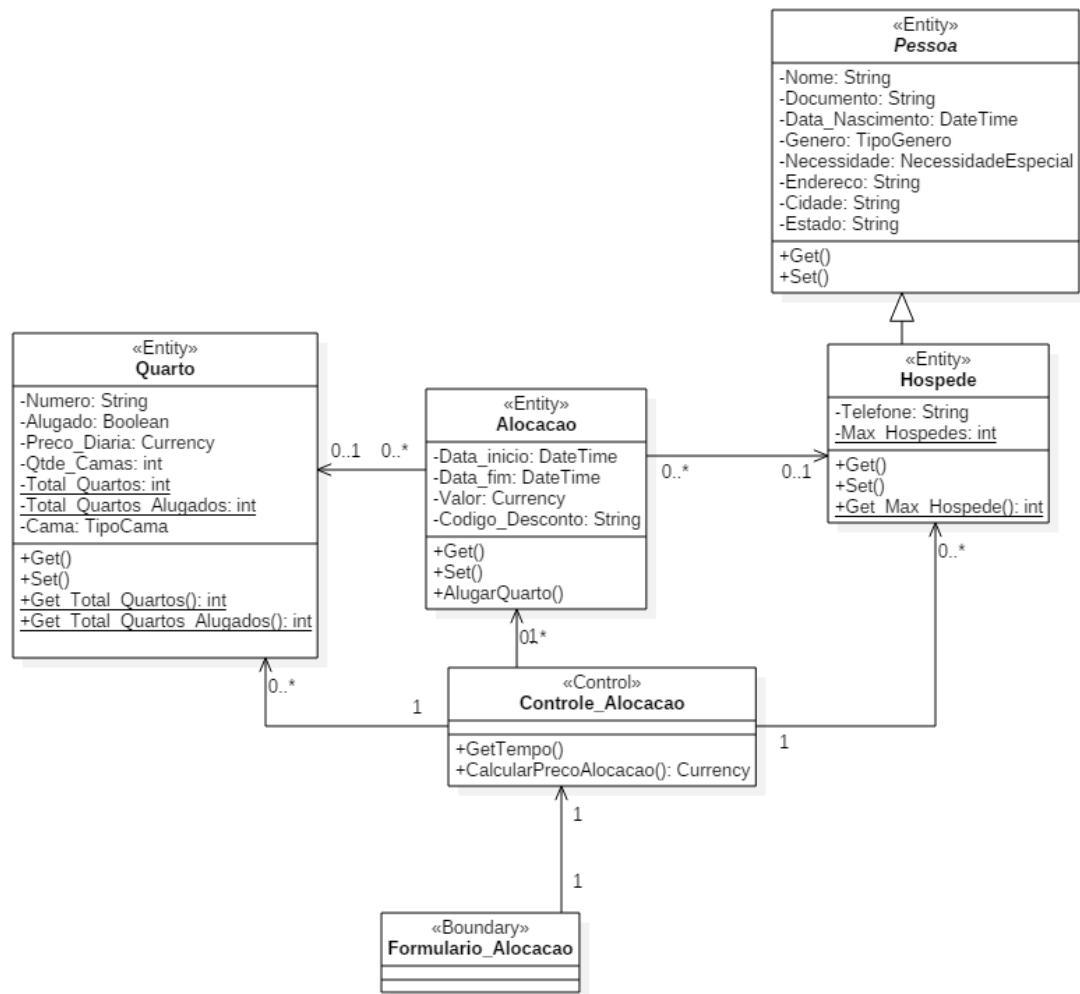 «Entity»
Pessoa
-Nome: String
-Documento: String
-Data_Nascimento: DateTime
-Genero: TipoGenero
-Necessidade: NecessidadeEspecial
-Endereco: String
-Cidade: String
-Estado: String
+Get()
+Set()
«Entity»
Quarto
-Numero: String
-Alugado: Boolean
-Preco_Diaria: Currency
-Qtde_Camas: int
-Total_Quartos: int
-Total_Quartos_Alugados: int
-Cama: TipoCama
+Get()
+Set()
+Get_Total_Quartos(): int
+Get_Total_Quartos_Alugados(): int
0..1
0..*
«Entity»
Alocacao
-Data_inicio: DateTime
-Data_fim: DateTime
-Valor: Currency
-Codigo_Desconto: String
+Get()
+Set()
+AlugarQuarto()
0..*
0..1
«Entity»
Hospede
-Telefone: String
-Max_Hospedes: int
+Get()
+Set()
+Get_Max_Hospede(): int
0..*
0..*
1
«Control»
Controle_Alocacao
+GetTempo()
+CalcularPrecoAlocacao(): Currency
1
1
1
«Boundary»
Formulario_Alocacao